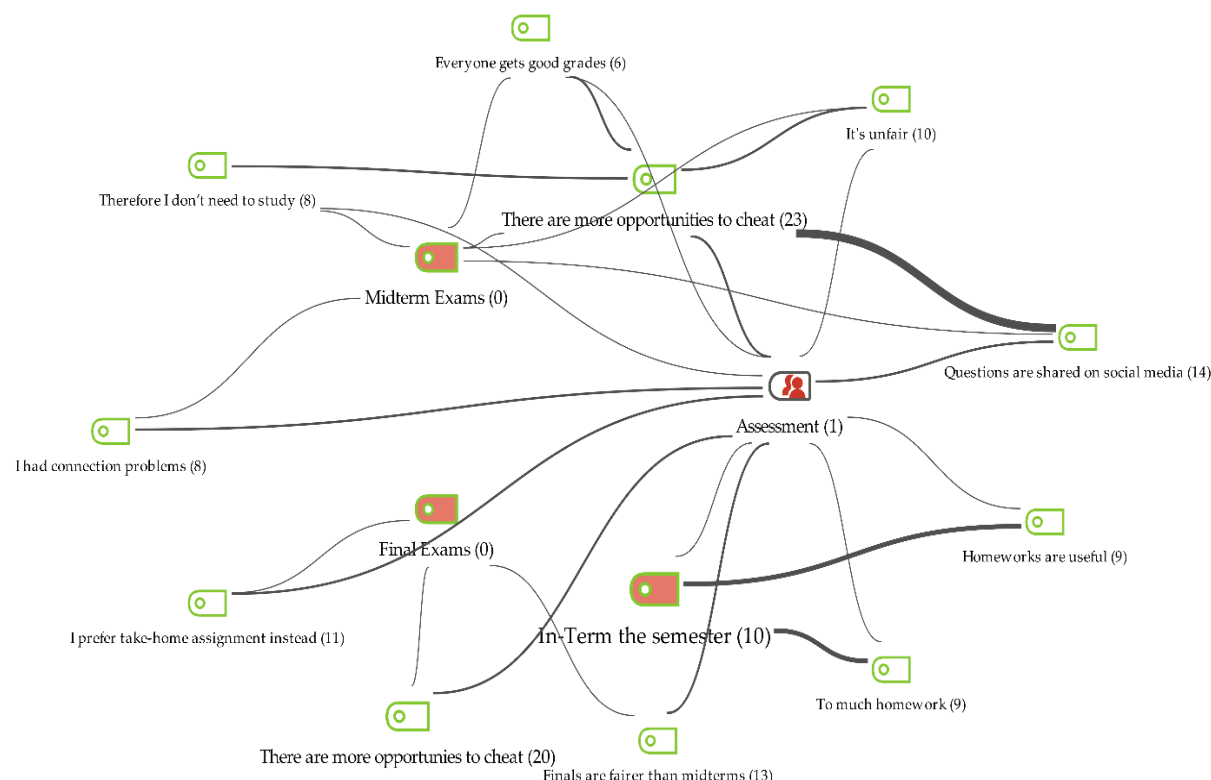 Everyone gets good grades (6)
It's unfair (10)
Therefore I don't need to study (8)
There are more opportunities to cheat (23)
Midterm Exams (0)
Questions are shared on social media (14)
Assessment (1)
I had connection problems (8)
Final Exams (0)
Homeworks are useful (9)
I prefer take-home assignment instead (11)
In-Term the semester (10)
To much homework (9)
There are more opportunies to cheat (20)
Finals are fairer than midterms (13)